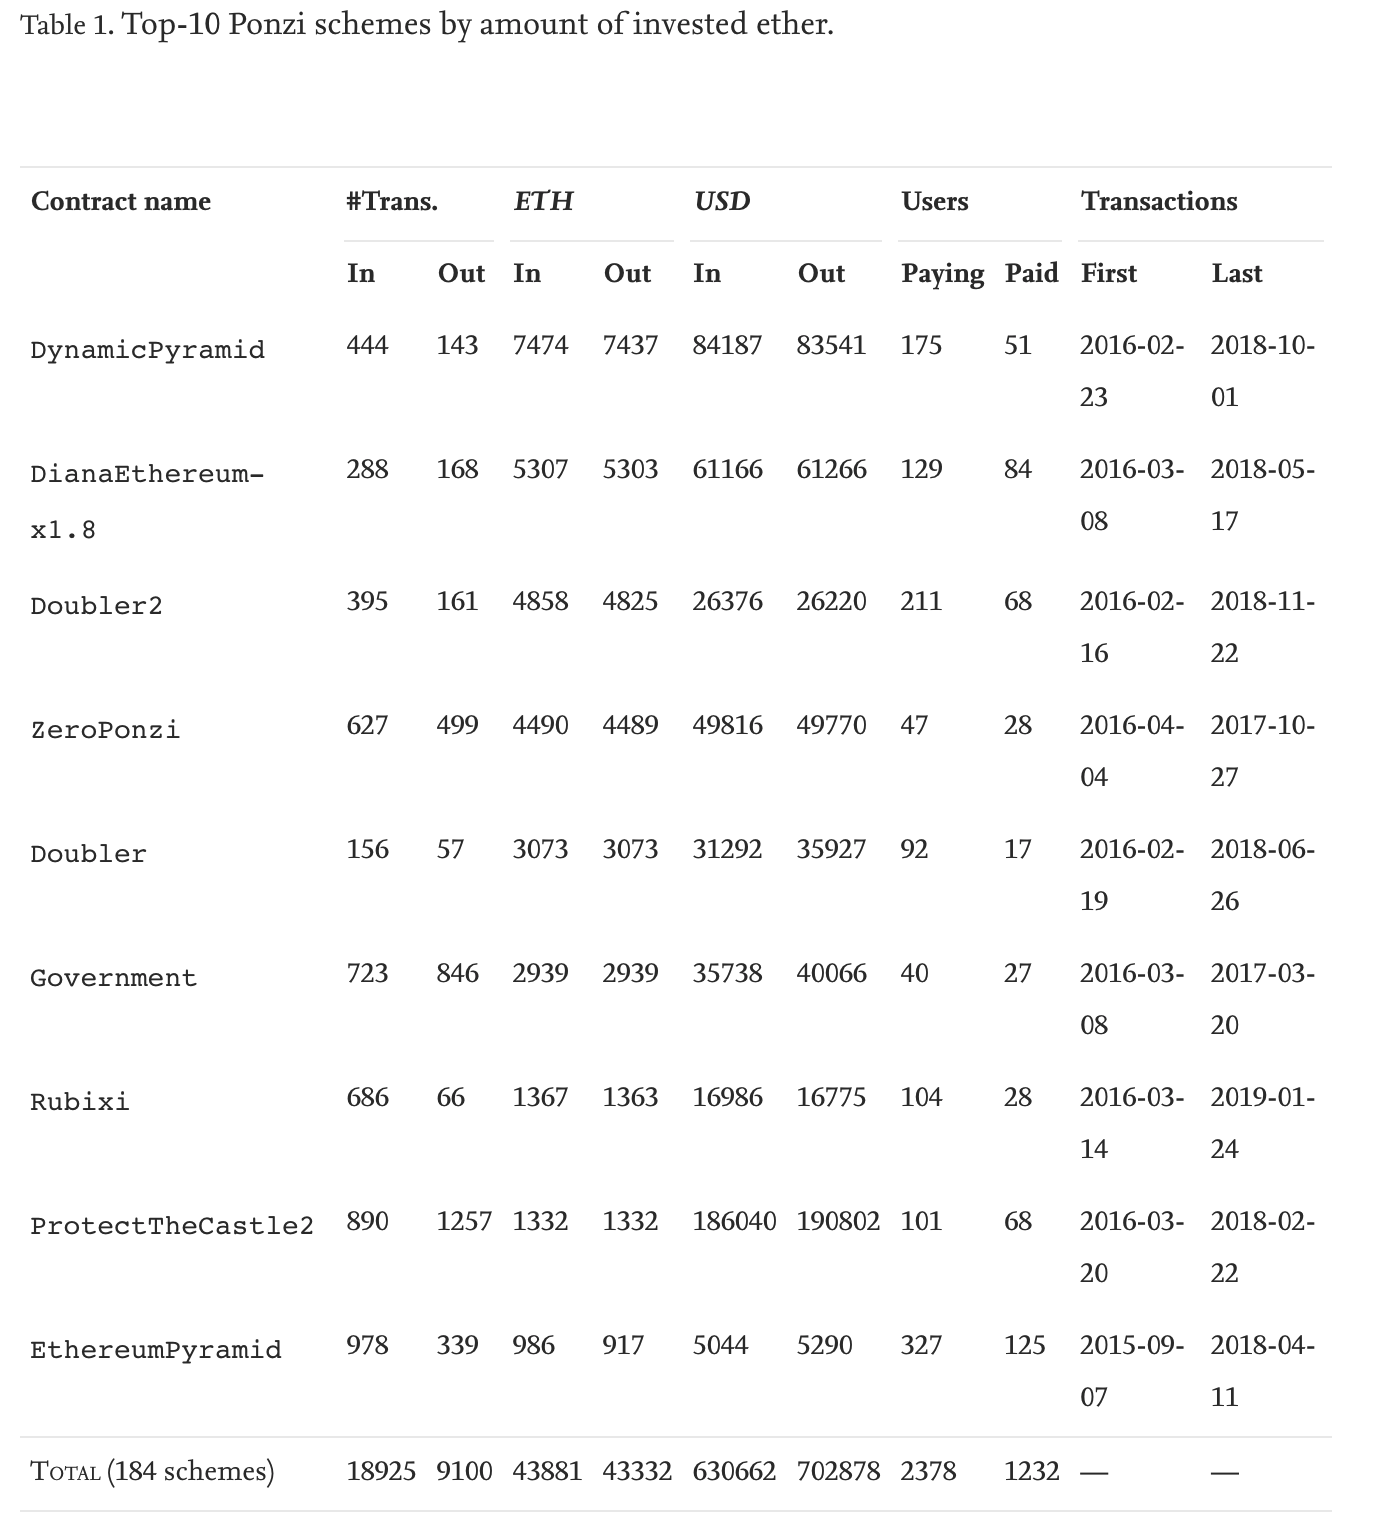 Table 1. Top-10 Ponzi schemes by amount of invested ether.
Contract name #Trans. ETH USD Users Transactions
In Out In Out In Out Paying Paid First Last
DynamicPyramid 444 143 7474 7437 84187 83541 175 51 2016-02- 2018-10-
23 01
DianaEthereum- 288 168 5307 5303 61166 61266 129 84 2016-03- 2018-05-
x1.8 08 17
Doubler2 395 161 4858 4825 26376 26220 211 68 2016-02- 2018-11-
16 22
ZeroPonzi 627 499 4490 4489 49816 49770 47 28 2016-04- 2017-10-
04 27
Doubler 156 57 3073 3073 31292 35927 92 17 2016-02- 2018-06-
19 26
Government 723 846 2939 2939 35738 40066 40 27 2016-03- 2017-03-
08 20
Rubixi 686 66 1367 1363 16986 16775 104 28 2016-03- 2019-01-
14 24
ProtectTheCastle2 890 1257 1332 1332 186040 190802 101 68 2016-03- 2018-02-
20 22
EthereumPyramid 978 339 986 917 5044 5290 327 125 2015-09- 2018-04-
07 11
Total (184 schemes) 18925 9100 43881 43332 630662 702878 2378 1232 — —